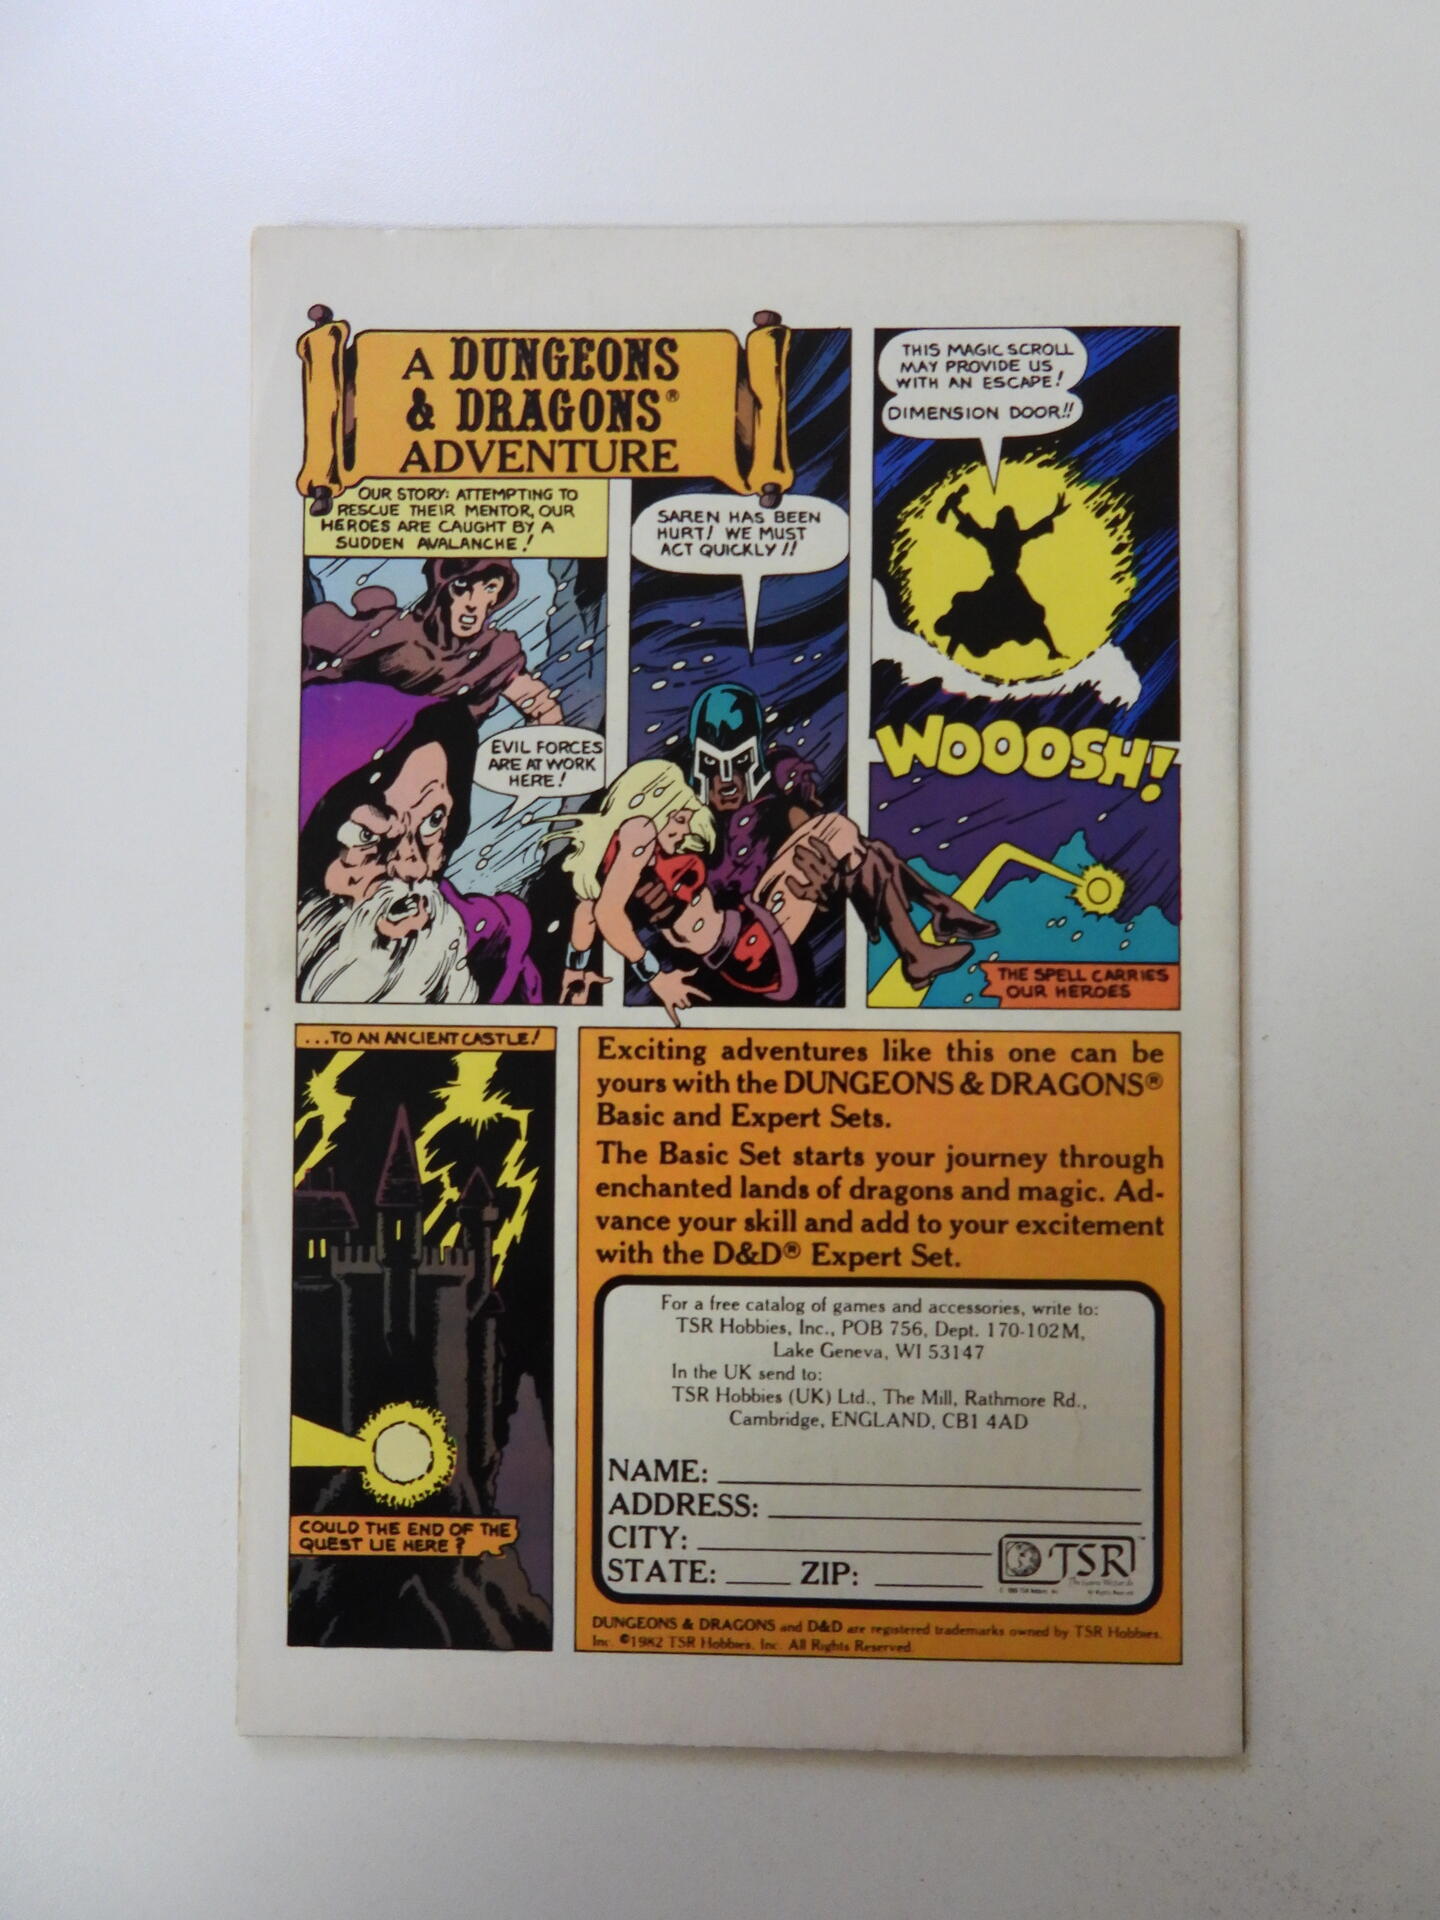 A DUNGEONS
& DRAGONS®
ADVENTURE
OUR STORY: ATTEMPTING TO
RESCUE THEIR MENTOR, OUR
HEROES ARE CAUGHT BY A
SUDDEN AVALANCHE!
EVIL FORCES
ARE AT WORK
HERE!
SAREN HAS BEEN
HURT! WE MUST
ACT QUICKLY!!
THIS MAGIC SCROLL
MAY PROVIDE US
WITH AN ESCAPE!
DIMENSION DOOR!!
WOOOSH!
THE SPELL CARRIES
OUR HEROES
...TO AN ANCIENT CASTLE!
COULD THE END OF THE
QUEST LIE HERE?
Exciting adventures like this one can be
yours with the DUNGEONS & DRAGONS®
Basic and Expert Sets.
The Basic Set starts your journey through
enchanted lands of dragons and magic. Ad-
vance your skill and add to your excitement
with the D&D® Expert Set.
For a free catalog of games and accessories, write to:
TSR Hobbies, Inc., POB 756, Dept. 170-102M,
Lake Geneva, WI 53147
In the UK send to:
TSR Hobbies (UK) Ltd., The Mill, Rathmore Rd.,
Cambridge, ENGLAND, CB1 4AD
NAME:
ADDRESS:
CITY:
STATE: ZIP:
TSR™
DUNGEONS & DRAGONS and D&D are registered trademarks owned by TSR Hobbies,
Inc. ©1982 TSR Hobbies, Inc. All Rights Reserved.